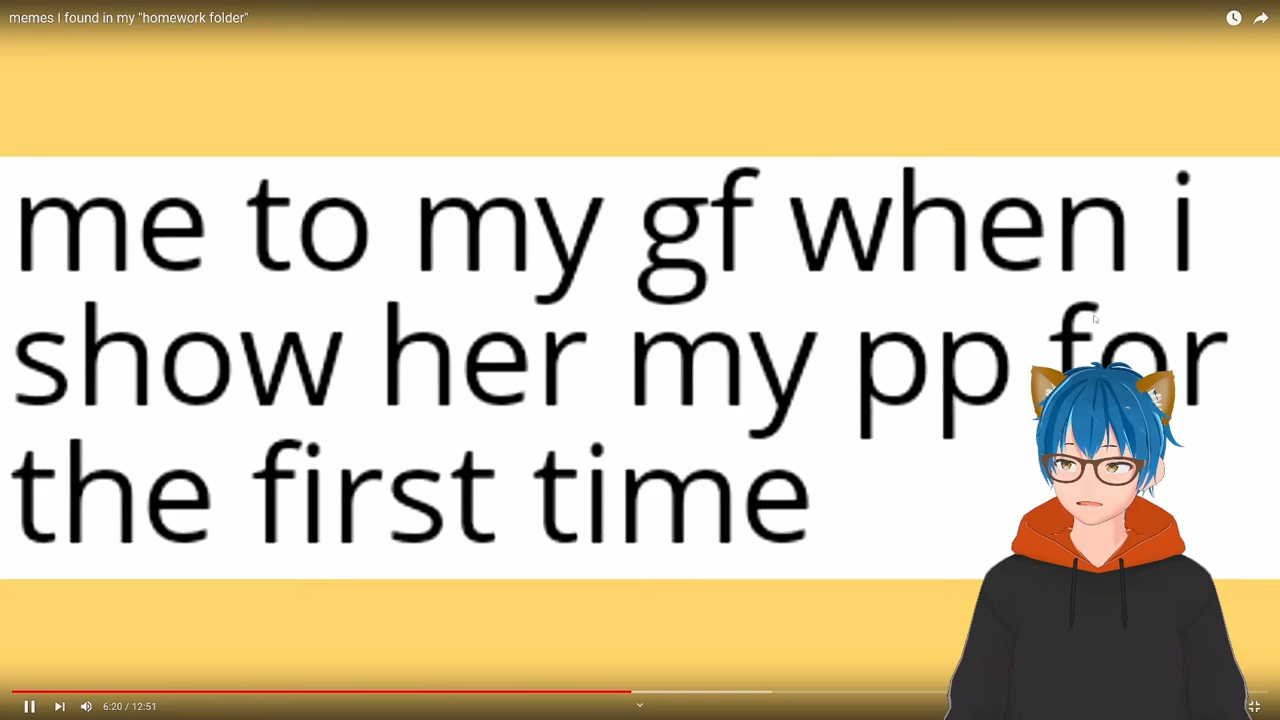 memes I found in my "homework folder"
me to my gf when i
show her my pp for
the first time
6:20 / 12:51